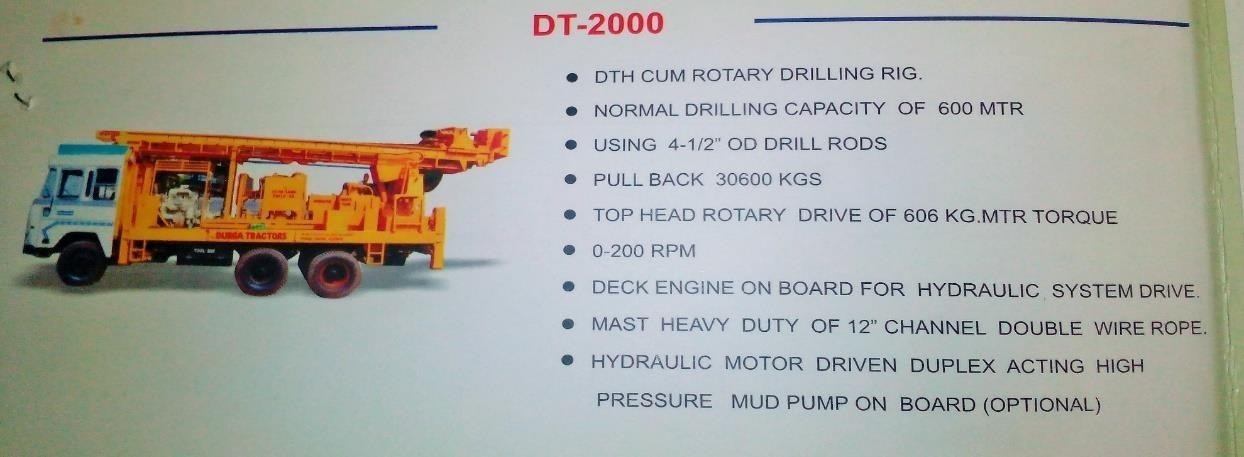 DT-2000
DTH CUM ROTARY DRILLING RIG.
NORMAL DRILLING CAPACITY OF 600 MTR
USING 4-1/2" OD DRILL RODS
PULL BACK 30600 KGS
TOP HEAD ROTARY DRIVE OF 606 KG.MTR TORQUE
0-200 RPM
DECK ENGINE ON BOARD FOR HYDRAULIC SYSTEM DRIVE.
MAST HEAVY DUTY OF 12" CHANNEL DOUBLE WIRE ROPE.
HYDRAULIC MOTOR DRIVEN DUPLEX ACTING HIGH
PRESSURE MUD PUMP ON BOARD (OPTIONAL)
DURGA TRACTORS